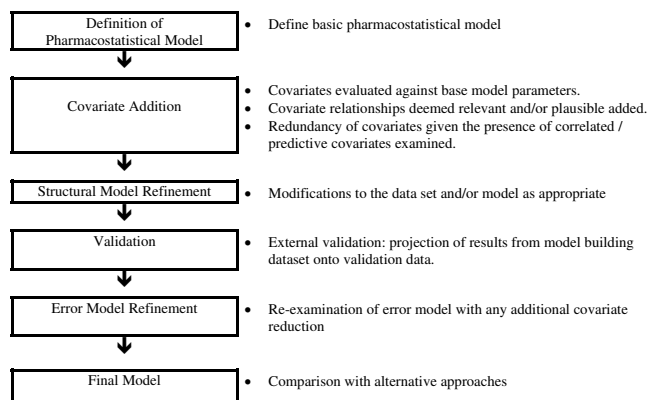 Definition of
Pharmacostatistical Model
• Define basic pharmacostatistical model
Covariate Addition
• Covariates evaluated against base model parameters.
• Covariate relationships deemed relevant and/or plausible added.
• Redundancy of covariates given the presence of correlated /
predictive covariates examined.
Structural Model Refinement
• Modifications to the data set and/or model as appropriate
Validation
• External validation: projection of results from model building
dataset onto validation data.
Error Model Refinement
• Re-examination of error model with any additional covariate
reduction
Final Model
• Comparison with alternative approaches